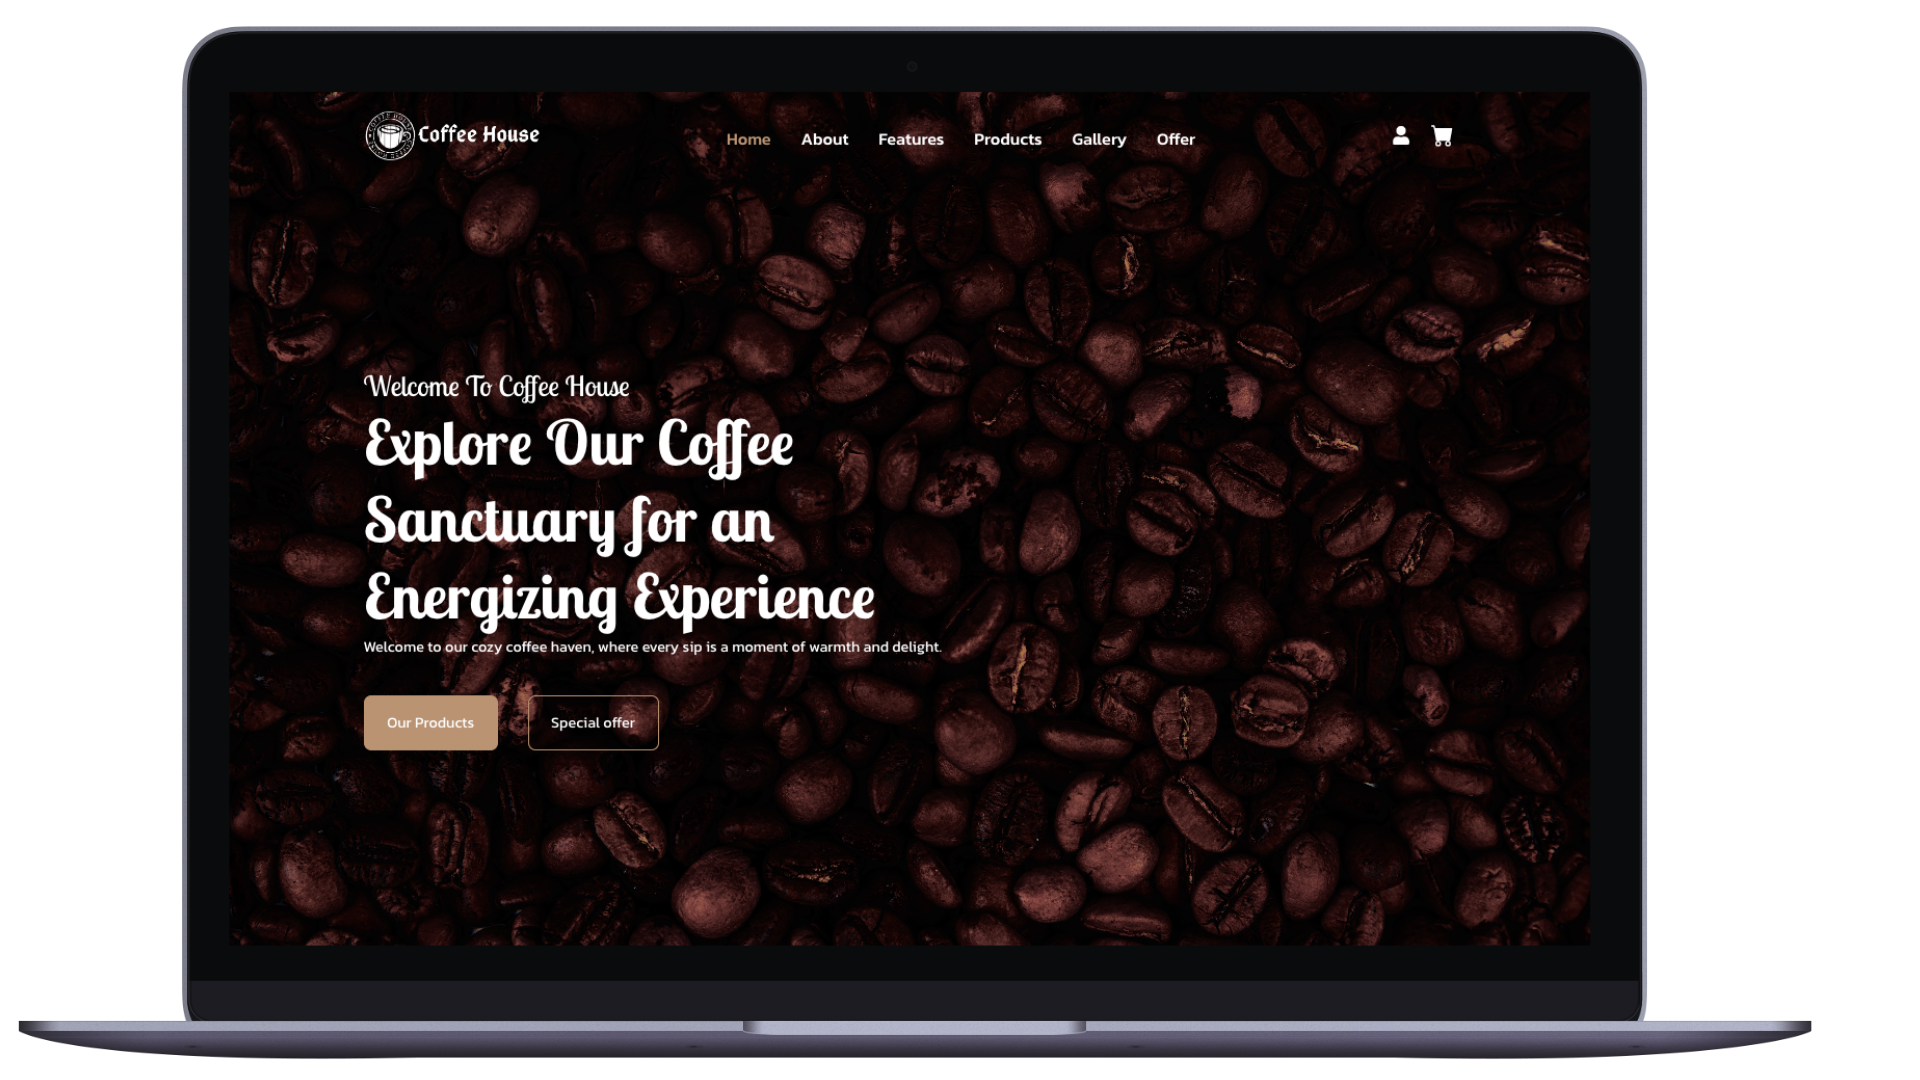 Coffee House
Home About Features Products Gallery Offer
Welcome To Coffee House
Explore Our Coffee
Sanctuary for an
Energizing Experience
Welcome to our cozy coffee haven, where every sip is a moment of warmth and delight.
Our Products Special offer